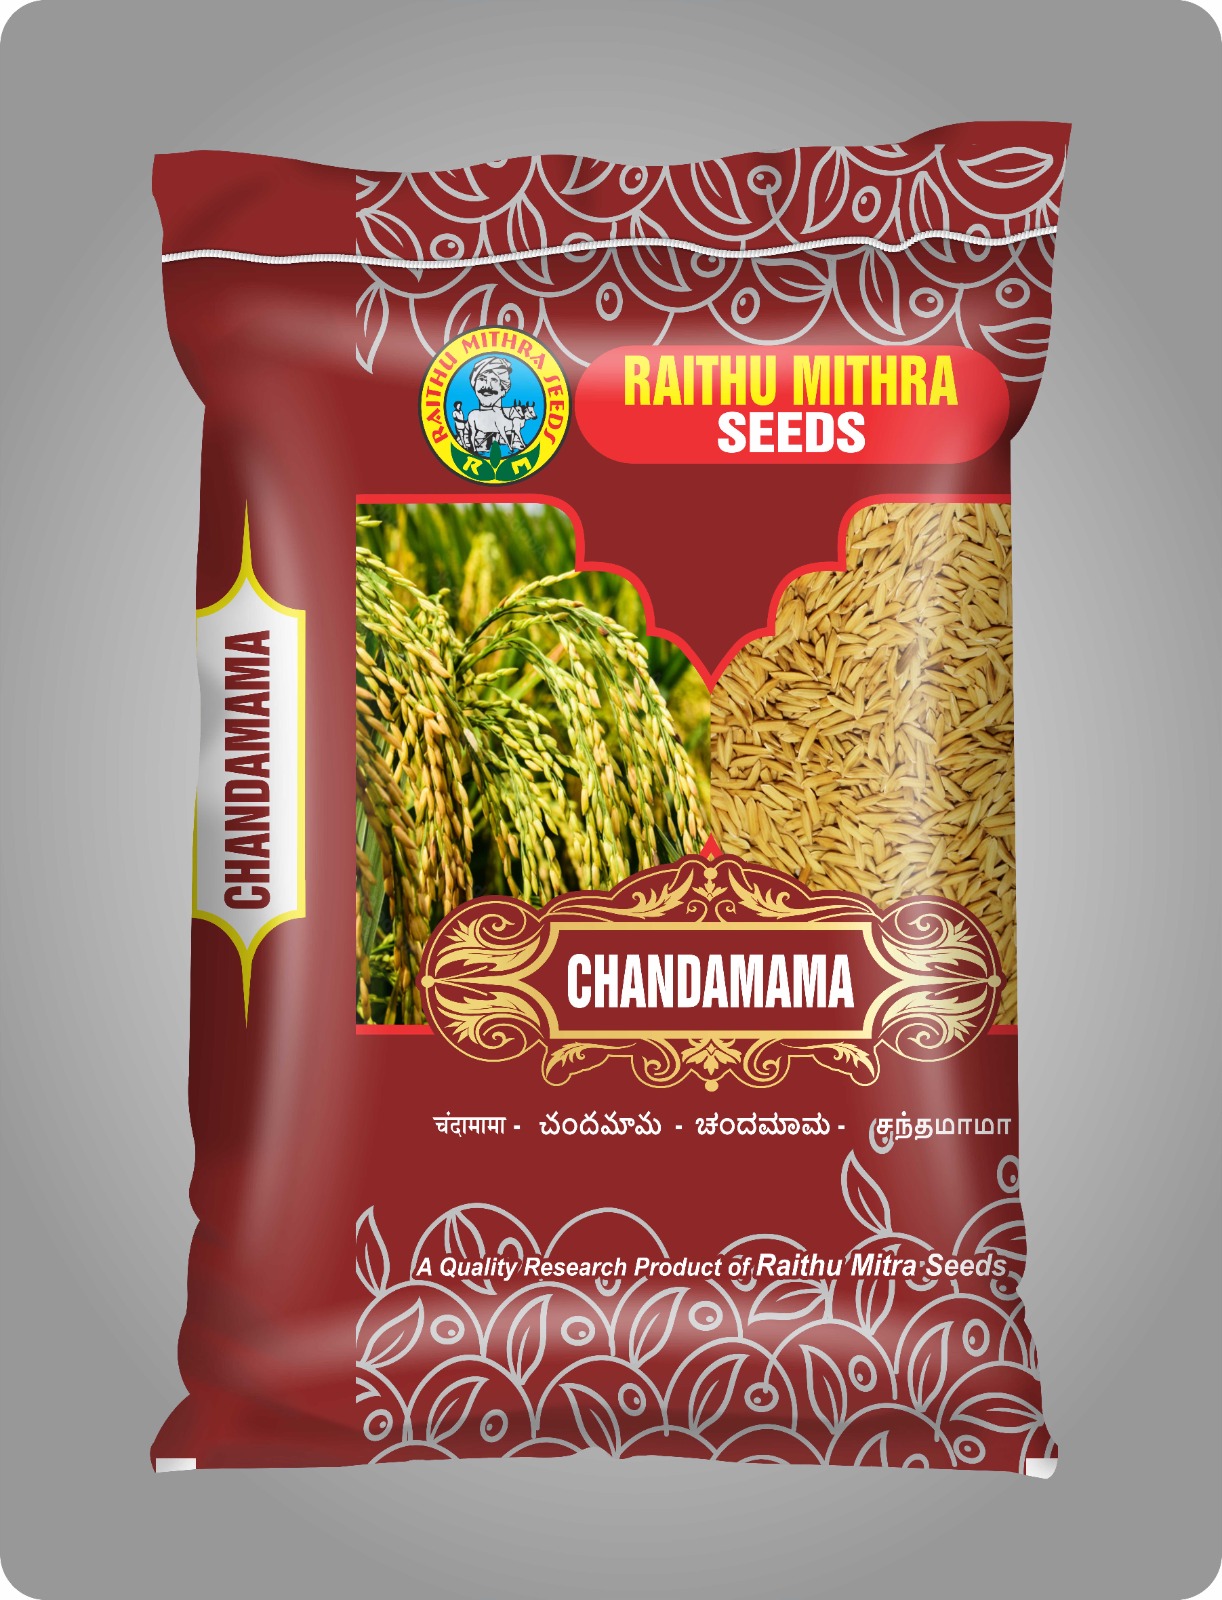 RAITHU MITHRA SEEDS
R M
RAITHU MITHRA
SEEDS
CHANDAMAMA
CHANDAMAMA
चंदामामा - చందమామ - ಚಂದಮಾಮ - சந்தமாமா
A Quality Research Product of Raithu Mitra Seeds